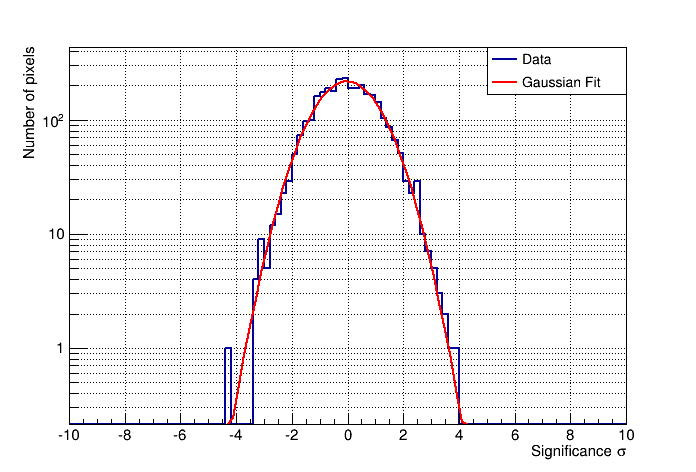 Number of pixels
Data
Gaussian Fit
10²
10
1
-10 -8 -6 -4 -2 0 2 4 6 8 10
Significance σ